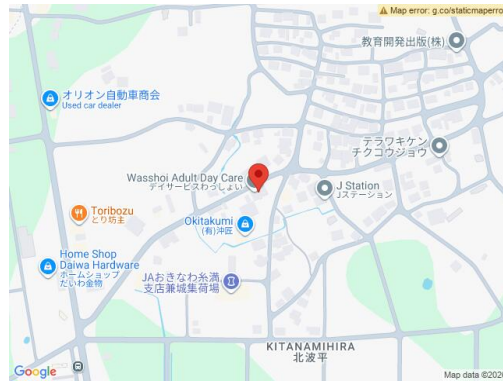 Map error: g.co/staticmaperro
教育開発出版(株)
オリオン自動車商会
Used car dealer
テラワキケン
チクコウジョウ
Wasshoi Adult Day Care
デイサービスわっしょい
J Station
Jステーション
Toribozu
とり坊主
Okitakumi
(有)沖匠
Home Shop
Daiwa Hardware
ホームショップ
だいわ金物
JAおきなわ糸満
支店兼城集荷場
KITANAMIHIRA
北波平
Google
Map data ©2026